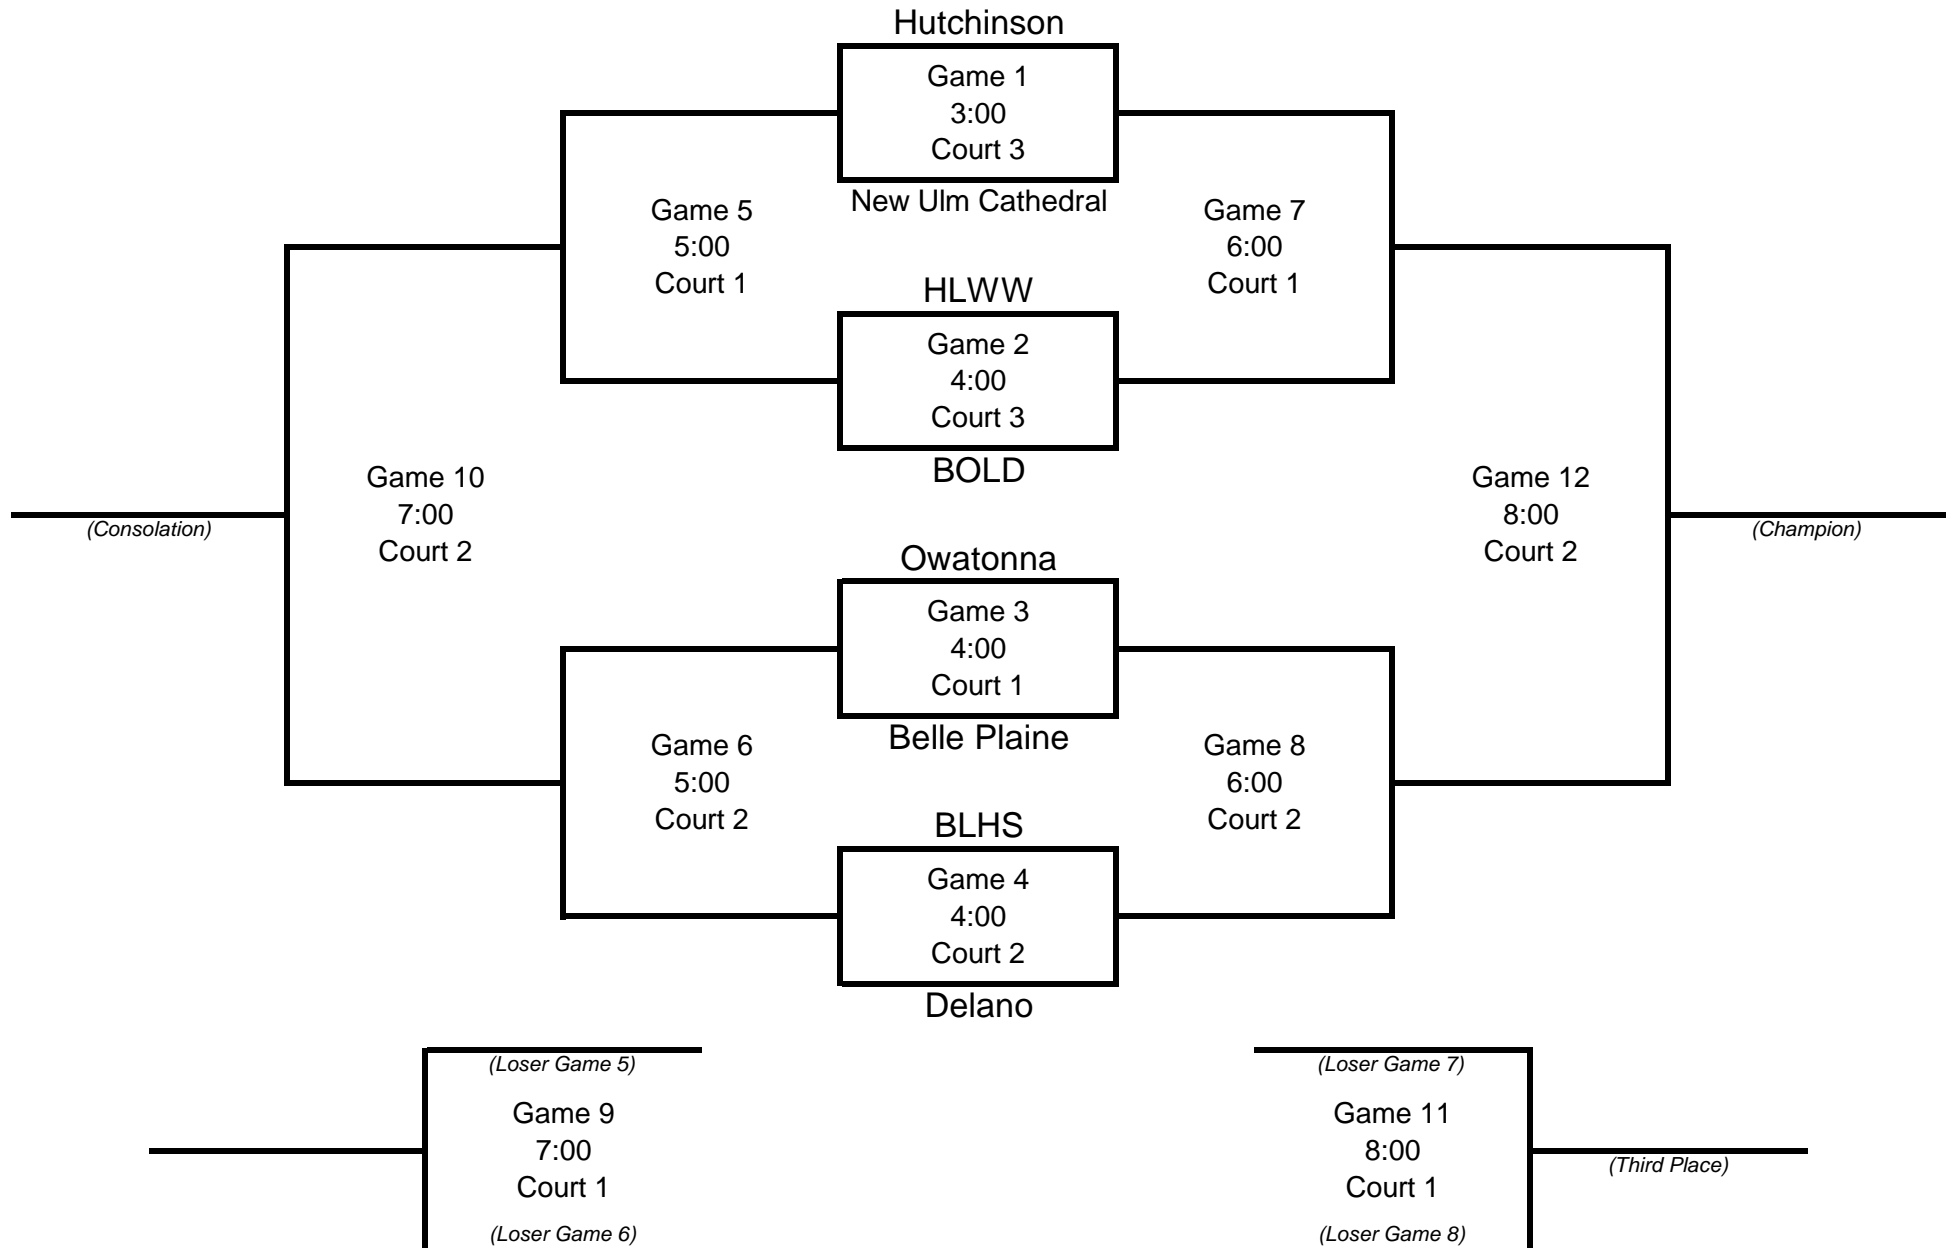 Hutchinson
Game 1
3:00
Court 3
New Ulm Cathedral
Game 5
5:00
Court 1
Game 7
6:00
Court 1
HLWW
Game 2
4:00
Court 3
BOLD
Game 10
7:00
Court 2
(Consolation)
Game 12
8:00
Court 2
(Champion)
Owatonna
Game 3
4:00
Court 1
Belle Plaine
Game 6
5:00
Court 2
Game 8
6:00
Court 2
BLHS
Game 4
4:00
Court 2
Delano
(Loser Game 5)
Game 9
7:00
Court 1
(Loser Game 6)
(Loser Game 7)
Game 11
8:00
Court 1
(Third Place)
(Loser Game 8)